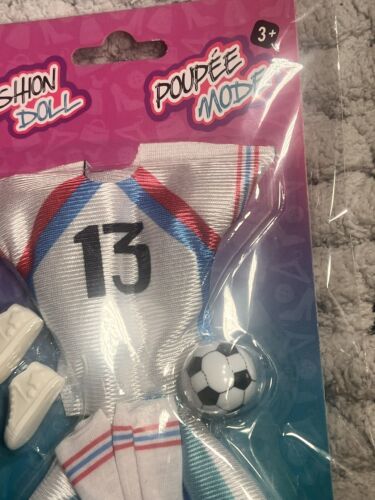 3+
SHION
DOLL
POUPÉE
MODE
13